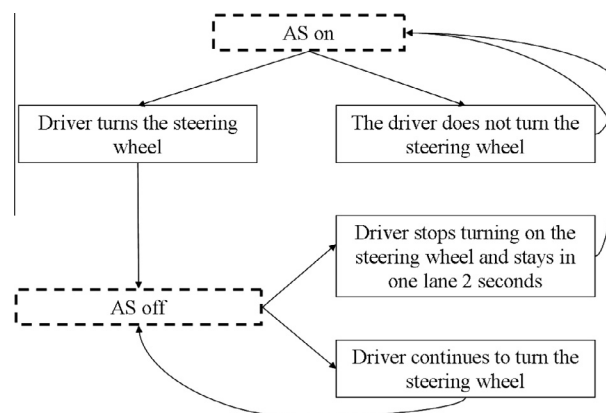 AS on
Driver turns the steering
wheel
The driver does not turn the
steering wheel
Driver stops turning on the
steering wheel and stays in
one lane 2 seconds
AS off
Driver continues to turn the
steering wheel